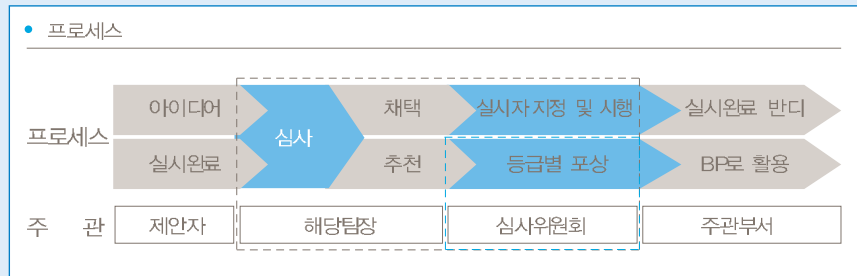 프로세스
아이디어 채택 실시자 지정 및 시행 실시완료 반디
프로세스 심사
실시완료 추천 등급별 포상 BP로 활용
주 관 제안자 해당팀장 심사위원회 주관부서